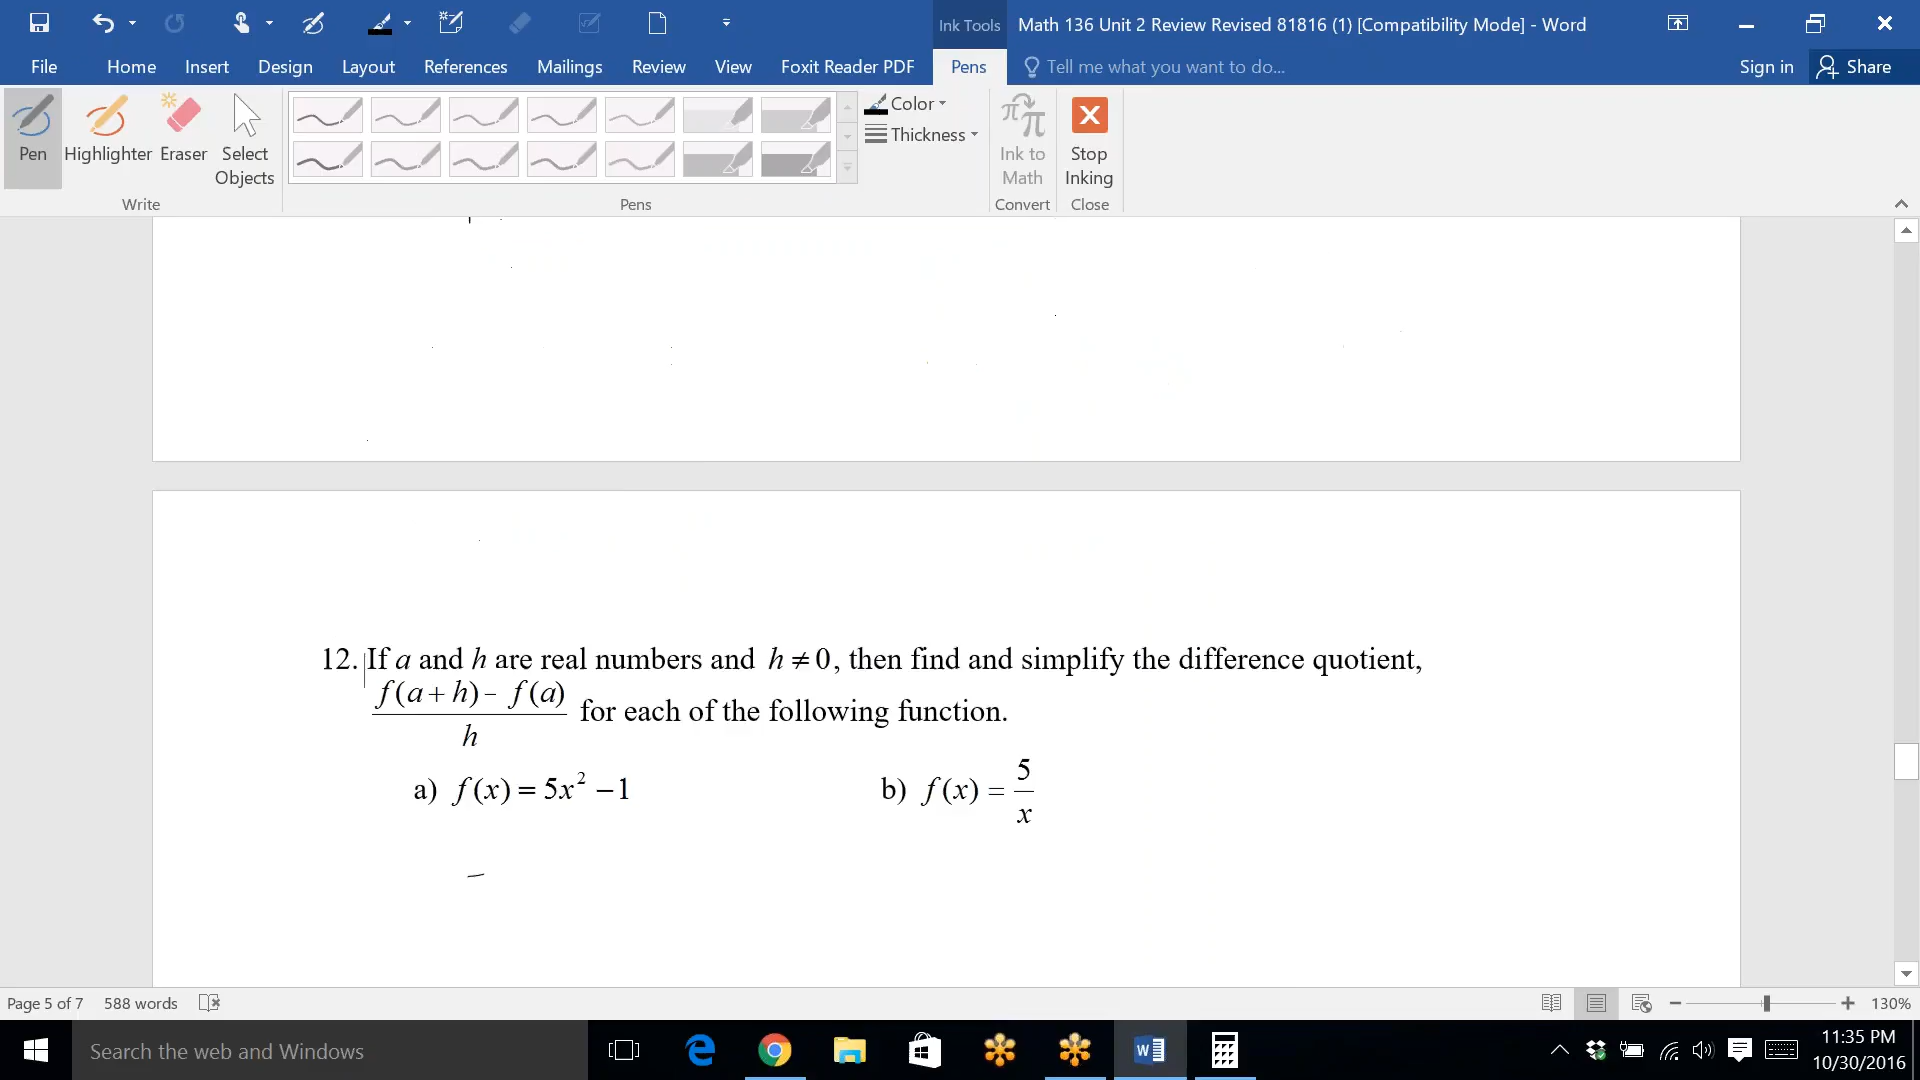 Ink Tools
Math 136 Unit 2 Review Revised 81816 (1) [Compatibility Mode] - Word
File Home Insert Design Layout References Mailings Review View Foxit Reader PDF Pens Tell me what you want to do... Sign in Share
Pen Highlighter Eraser Select Objects
Color
Thickness
Ink to Math
Stop Inking
Write Pens Convert Close
12. If a and h are real numbers and h ≠ 0, then find and simplify the difference quotient,
f(a + h) − f(a)
for each of the following function.
h
a) f(x) = 5x² − 1 b) f(x) = 5/x
Page 5 of 7 588 words 130%
Search the web and Windows
11:35 PM
10/30/2016